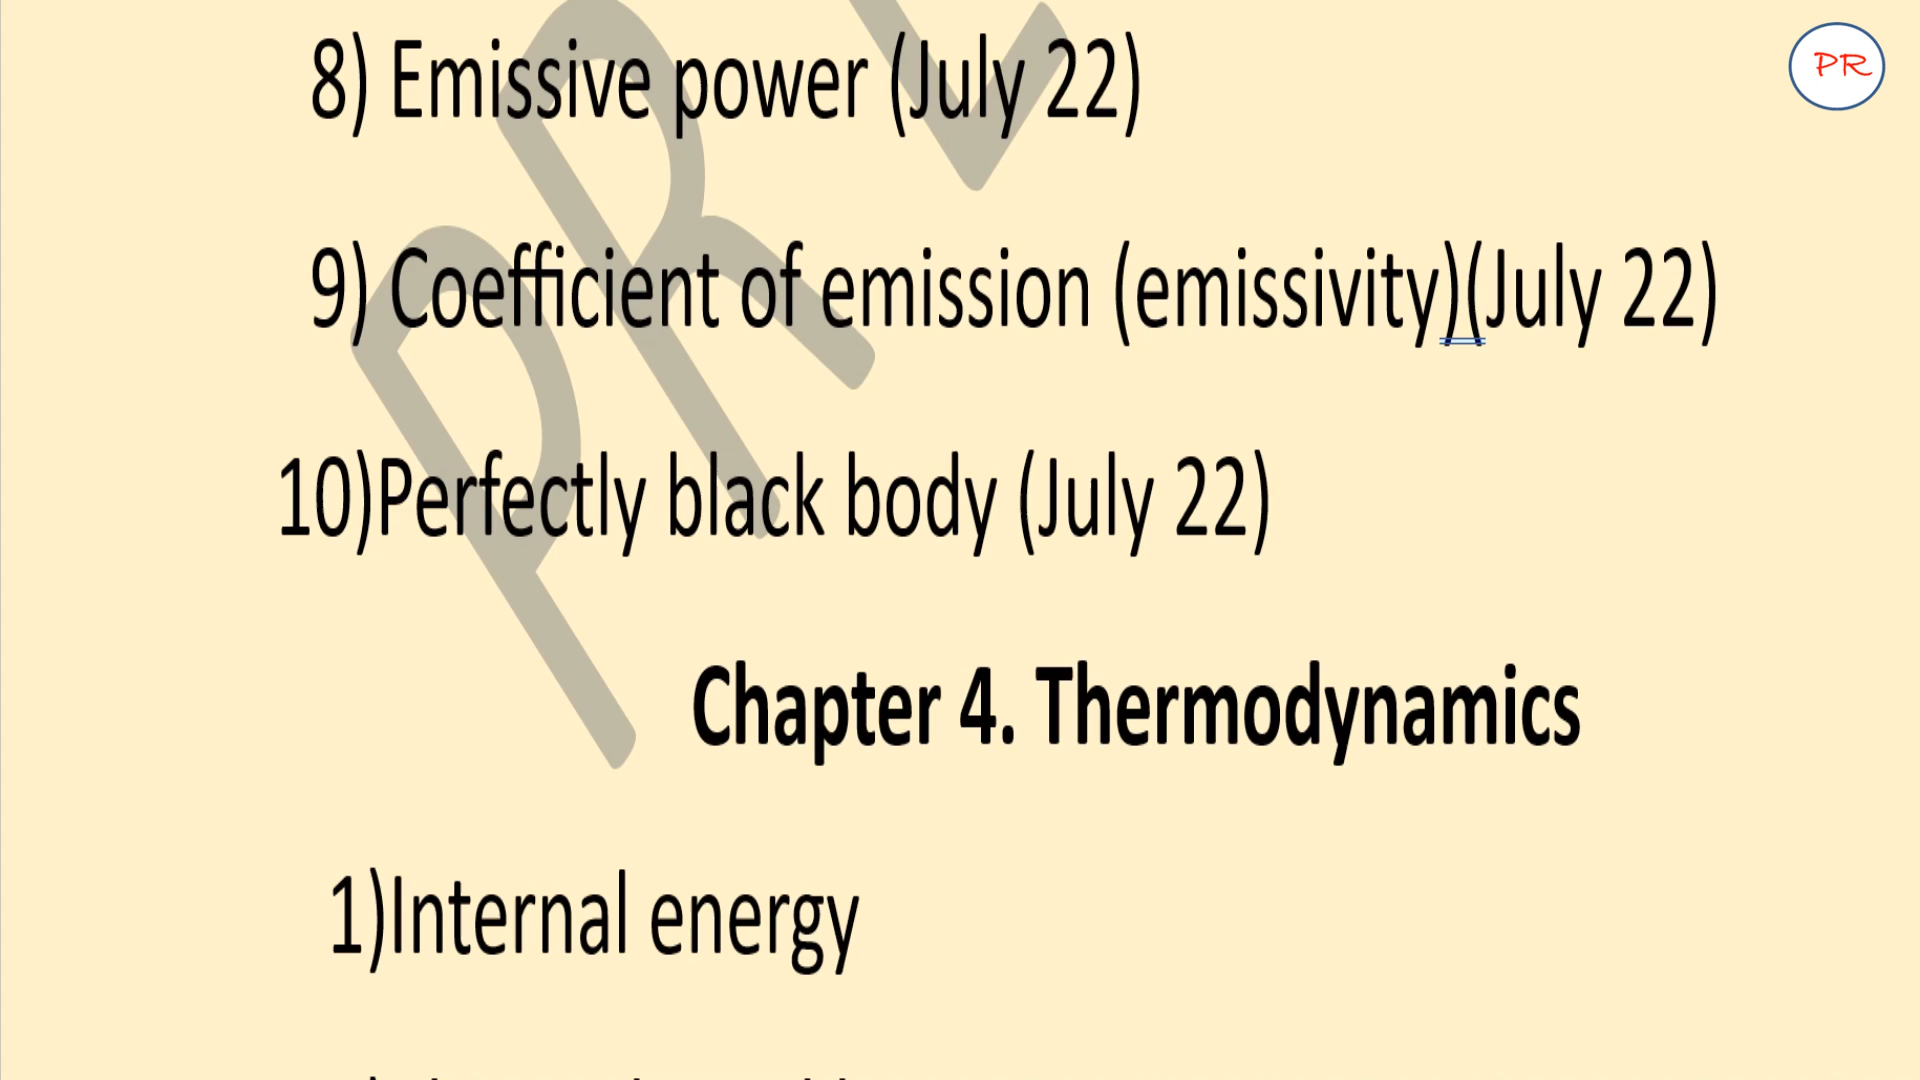 8) Emissive power (July 22)
PR
9) Coefficient of emission (emissivity)(July 22)
10)Perfectly black body (July 22)
Chapter 4. Thermodynamics
1)Internal energy